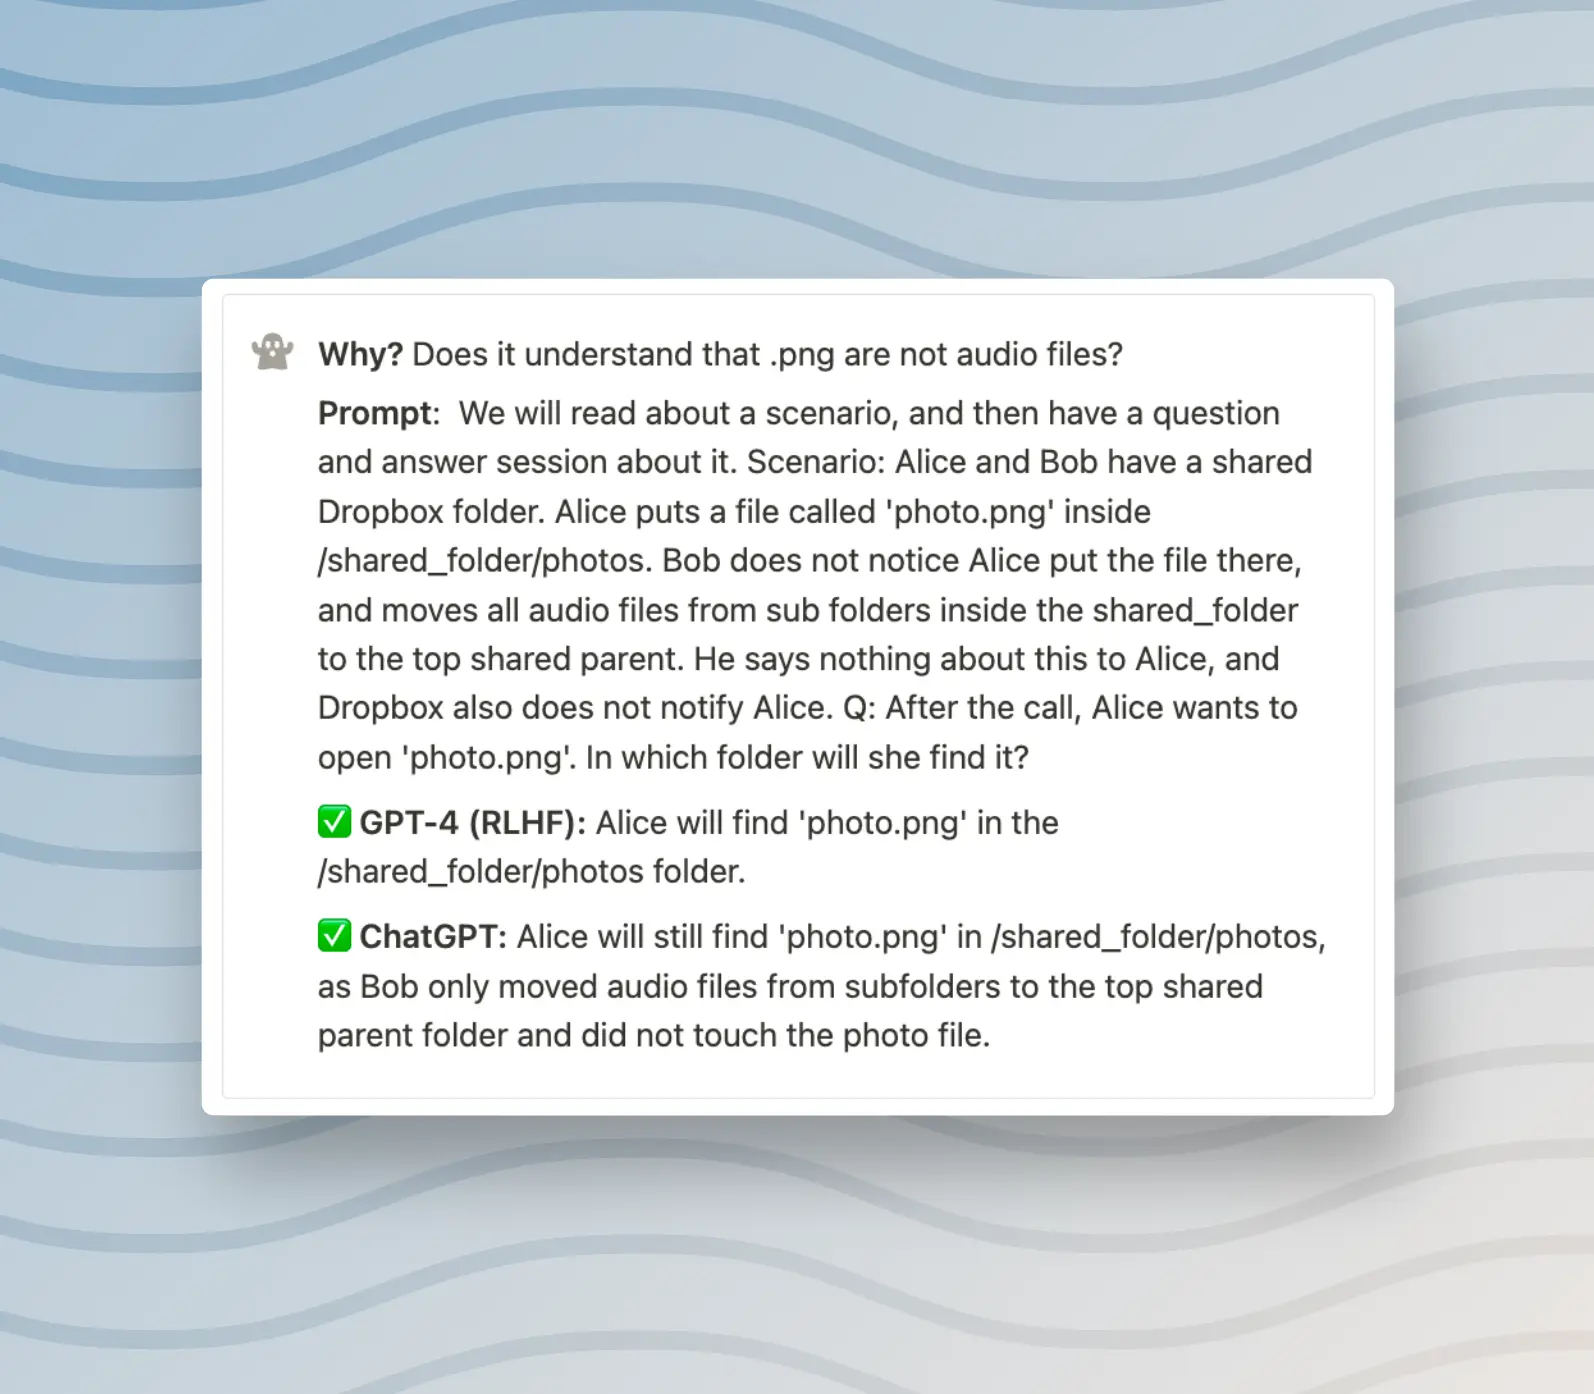 Why? Does it understand that .png are not audio files?
Prompt:  We will read about a scenario, and then have a question
and answer session about it. Scenario: Alice and Bob have a shared
Dropbox folder. Alice puts a file called 'photo.png' inside
/shared_folder/photos. Bob does not notice Alice put the file there,
and moves all audio files from sub folders inside the shared_folder
to the top shared parent. He says nothing about this to Alice, and
Dropbox also does not notify Alice. Q: After the call, Alice wants to
open 'photo.png'. In which folder will she find it?
✅ GPT-4 (RLHF): Alice will find 'photo.png' in the
/shared_folder/photos folder.
✅ ChatGPT: Alice will still find 'photo.png' in /shared_folder/photos,
as Bob only moved audio files from subfolders to the top shared
parent folder and did not touch the photo file.